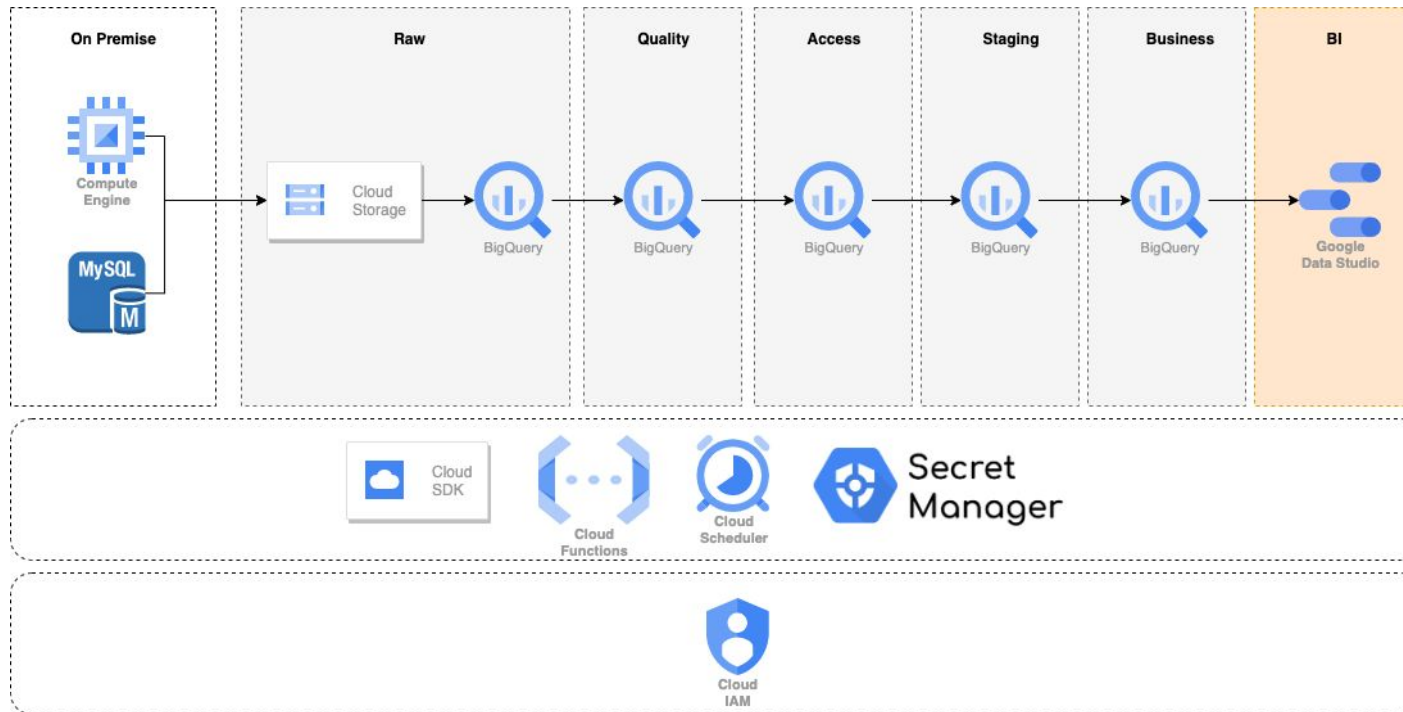 On Premise
Raw
Quality
Access
Staging
Business
BI
Compute
Engine
MySQL
M
Cloud
Storage
BigQuery
BigQuery
BigQuery
BigQuery
BigQuery
Google
Data Studio
Cloud
SDK
Cloud
Functions
Cloud
Scheduler
Secret
Manager
Cloud
IAM